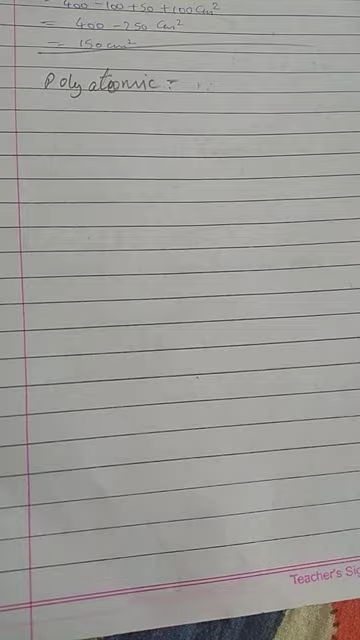 400 - 100 + 50 + 100 cm²
= 400 - 250 cm²
= 150 cm²
Polyatomic =
Teacher's Sig